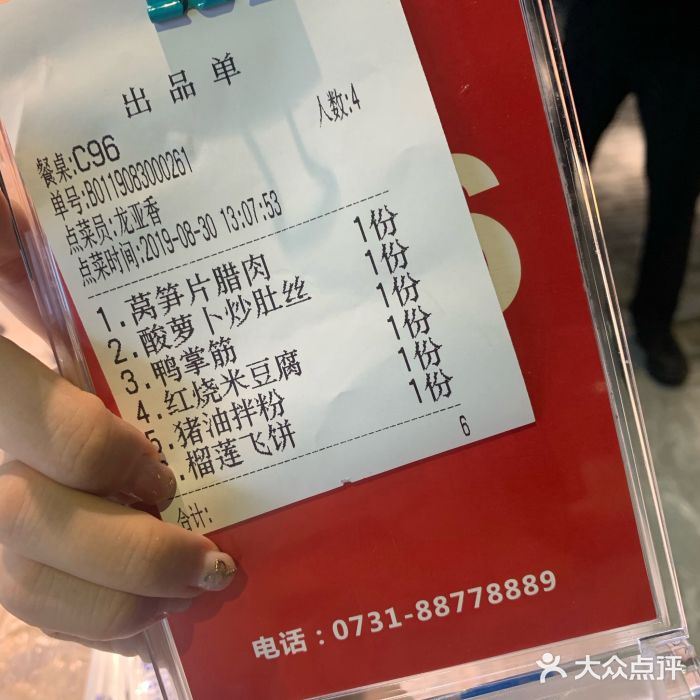 出品单
餐桌:C96
人数:4
单号:B0119083000261
点菜员:龙亚香
点菜时间:2019-08-30 13:07:53
1.莴笋片腊肉 1份
2.酸萝卜炒肚丝 1份
3.鸭掌筋 1份
4.红烧米豆腐 1份
5.猪油拌粉 1份
.榴莲飞饼 1份
合计: 6
电话：0731-88778889
大众点评